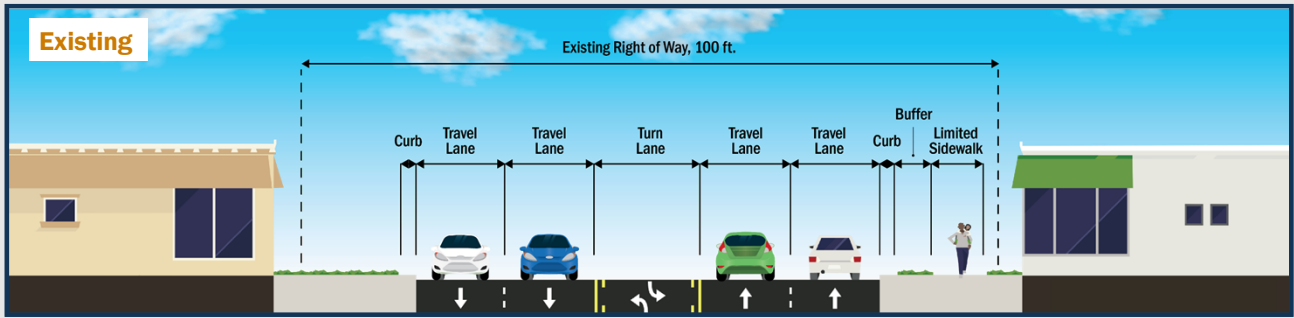 Existing
Existing Right of Way, 100 ft.
Curb
Travel
Lane
Travel
Lane
Turn
Lane
Travel
Lane
Travel
Lane
Curb
Buffer
Limited
Sidewalk